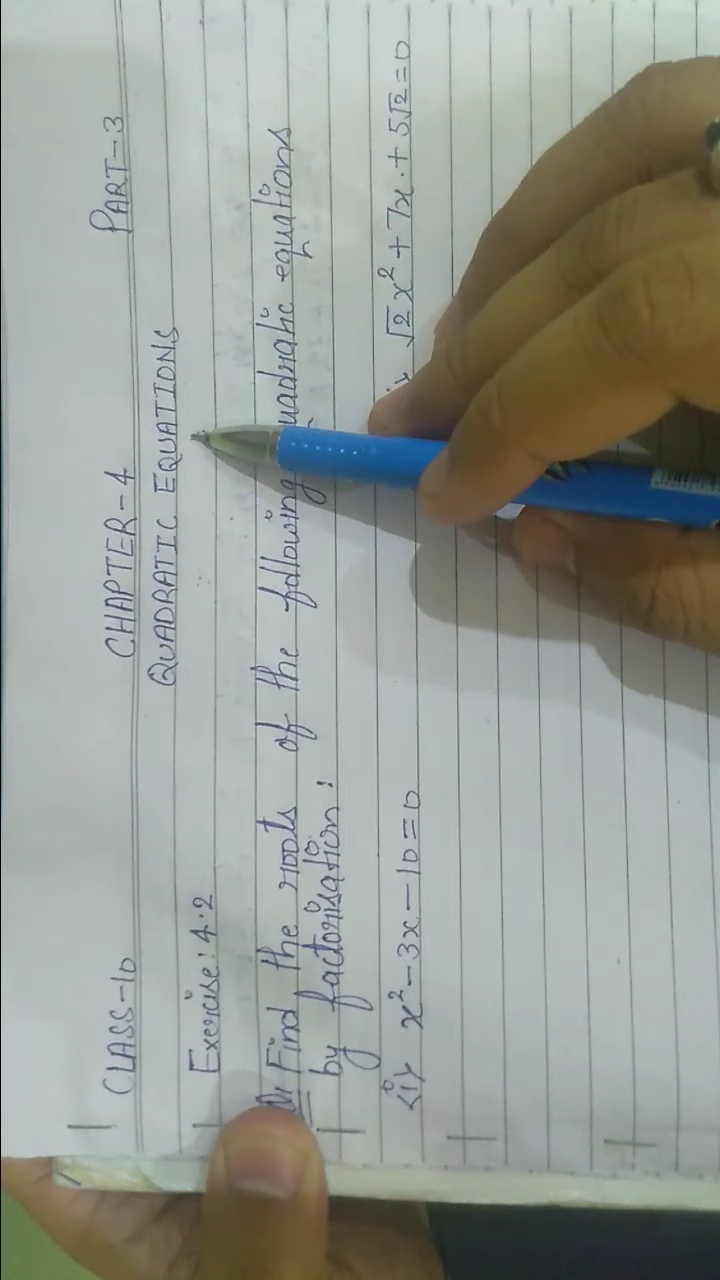 CLASS-10 CHAPTER-4 PART-3
QUADRATIC EQUATIONS
Exercise: 4.2
Q1 Find the roots of the following quadratic equations
by factorisation:
<i> x² - 3x - 10 = 0 √2 x² + 7x + 5√2 = 0